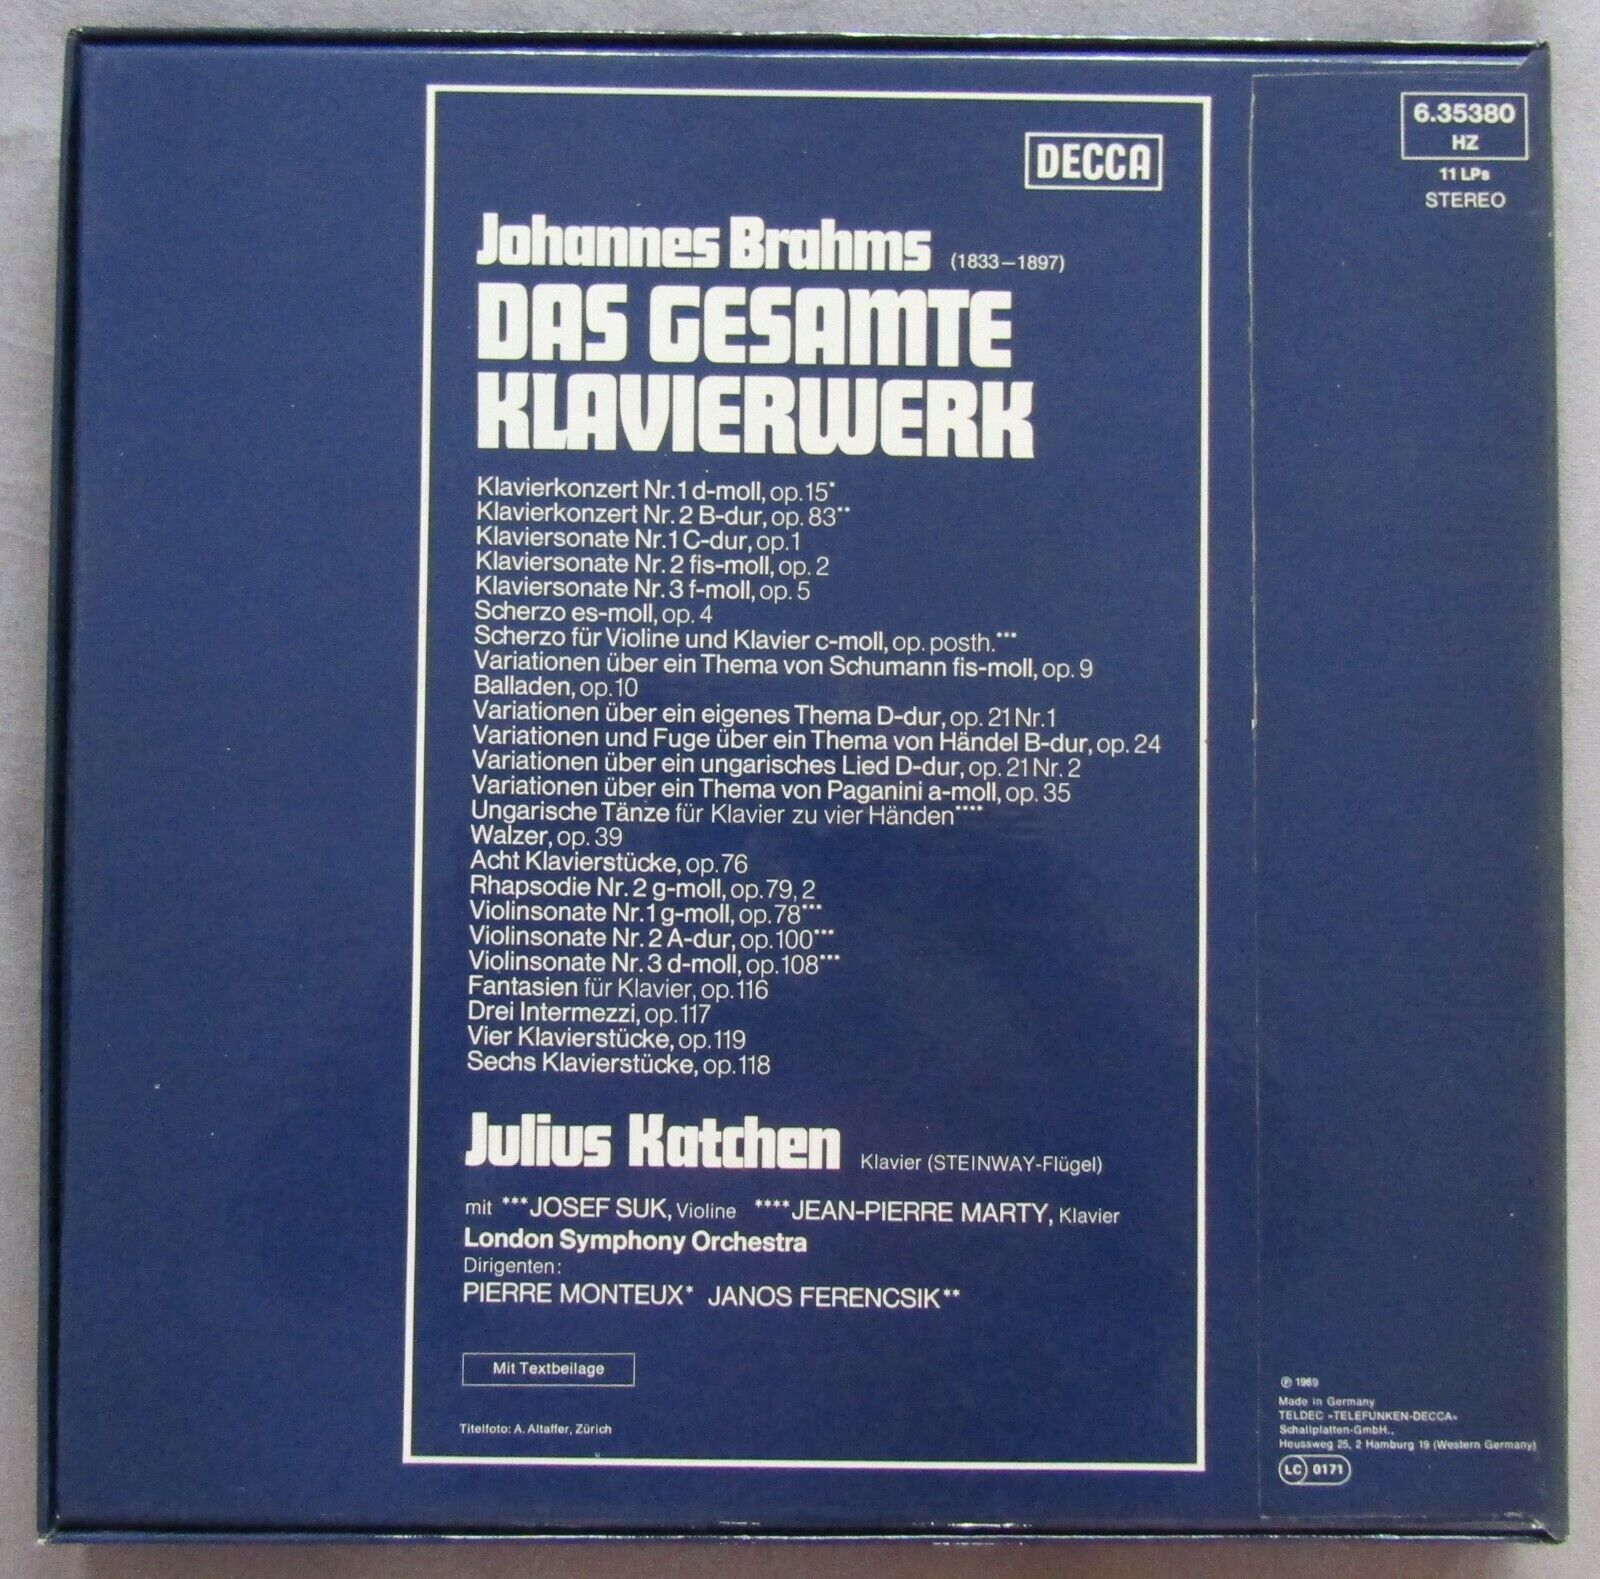 6.35380
HZ
11 LPs
STEREO
DECCA
Johannes Brahms (1833–1897)
DAS GESAMTE
KLAVIERWERK
Klavierkonzert Nr. 1 d-moll, op. 15*
Klavierkonzert Nr. 2 B-dur, op. 83**
Klaviersonate Nr. 1 C-dur, op. 1
Klaviersonate Nr. 2 fis-moll, op. 2
Klaviersonate Nr. 3 f-moll, op. 5
Scherzo es-moll, op. 4
Scherzo für Violine und Klavier c-moll, op. posth.***
Variationen über ein Thema von Schumann fis-moll, op. 9
Balladen, op. 10
Variationen über ein eigenes Thema D-dur, op. 21 Nr. 1
Variationen und Fuge über ein Thema von Händel B-dur, op. 24
Variationen über ein ungarisches Lied D-dur, op. 21 Nr. 2
Variationen über ein Thema von Paganini a-moll, op. 35
Ungarische Tänze für Klavier zu vier Händen****
Walzer, op. 39
Acht Klavierstücke, op. 76
Rhapsodie Nr. 2 g-moll, op. 79, 2
Violinsonate Nr. 1 g-moll, op. 78***
Violinsonate Nr. 2 A-dur, op. 100***
Violinsonate Nr. 3 d-moll, op. 108***
Fantasien für Klavier, op. 116
Drei Intermezzi, op. 117
Vier Klavierstücke, op. 119
Sechs Klavierstücke, op. 118
Julius Katchen Klavier (STEINWAY-Flügel)
mit ***JOSEF SUK, Violine ****JEAN-PIERRE MARTY, Klavier
London Symphony Orchestra
Dirigenten:
PIERRE MONTEUX* JANOS FERENCSIK**
Mit Textbeilage
Titelfoto: A. Altaffer, Zürich
℗ 1969
Made in Germany
TELDEC »TELEFUNKEN-DECCA«
Schallplatten-GmbH.,
Heussweg 25, 2 Hamburg 19 (Western Germany)
LC 0171